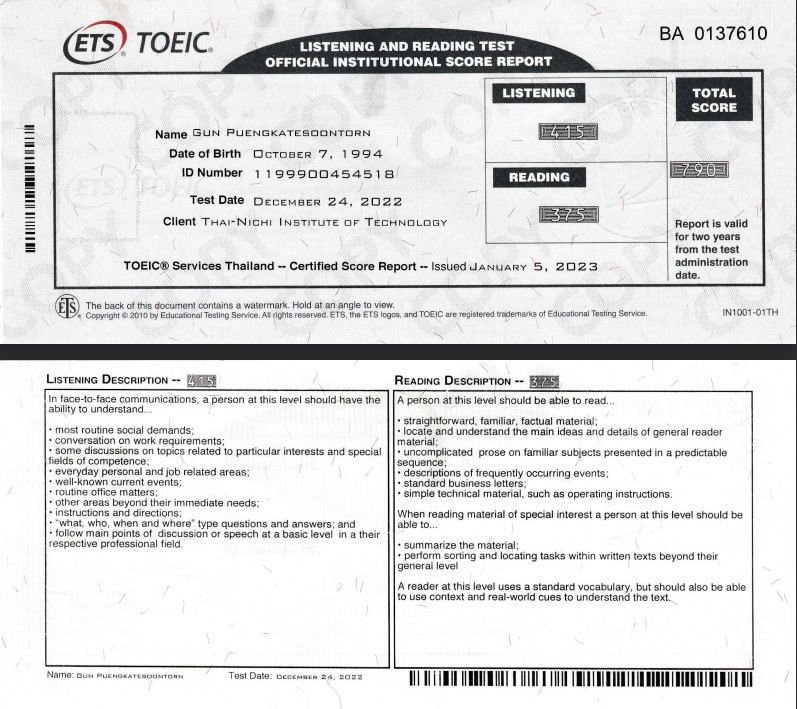 ETS® TOEIC®
LISTENING AND READING TEST
OFFICIAL INSTITUTIONAL SCORE REPORT
BA 0137610
LISTENING
415
READING
375
TOTAL
SCORE
790
Name GUN PUENGKATESOONTORN
Date of Birth OCTOBER 7, 1994
ID Number 1199900454518
Test Date DECEMBER 24, 2022
Client THAI-NICHI INSTITUTE OF TECHNOLOGY
Report is valid
for two years
from the test
administration
date.
TOEIC® Services Thailand -- Certified Score Report -- Issued JANUARY 5, 2023
ETS®
The back of this document contains a watermark. Hold at an angle to view.
Copyright © 2010 by Educational Testing Service. All rights reserved. ETS, the ETS logos, and TOEIC are registered trademarks of Educational Testing Service.
IN1001-01TH
COPY
LISTENING DESCRIPTION -- 415
In face-to-face communications, a person at this level should have the
ability to understand...
• most routine social demands;
• conversation on work requirements;
• some discussions on topics related to particular interests and special
fields of competence;
• everyday personal and job related areas;
• well-known current events;
• routine office matters;
• other areas beyond their immediate needs;
• instructions and directions;
• "what, who, when and where" type questions and answers; and
• follow main points of discussion or speech at a basic level in a their
respective professional field.
Name: GUN PUENGKATESOONTORN Test Date: DECEMBER 24, 2022
READING DESCRIPTION -- 375
A person at this level should be able to read...
• straightforward, familiar, factual material;
• locate and understand the main ideas and details of general reader
material;
• uncomplicated prose on familiar subjects presented in a predictable
sequence;
• descriptions of frequently occurring events;
• standard business letters;
• simple technical material, such as operating instructions.
When reading material of special interest a person at this level should be
able to...
• summarize the material;
• perform sorting and locating tasks within written texts beyond their
general level
A reader at this level uses a standard vocabulary, but should also be able
to use context and real-world cues to understand the text.